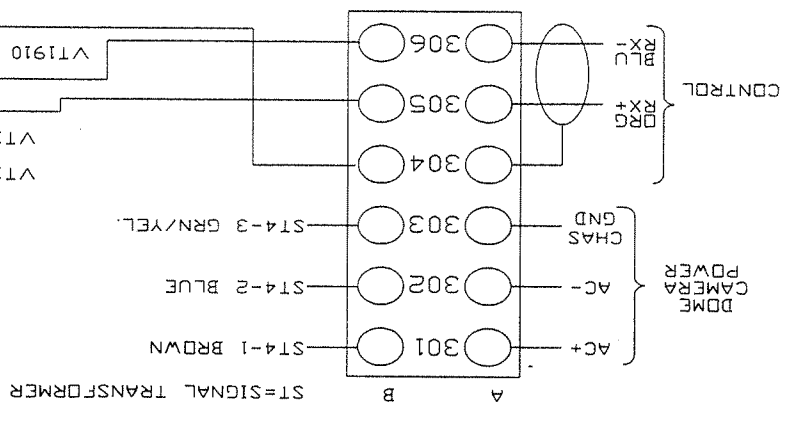 A B ST=SIGNAL TRANSFORMER
AC+ 301 ST4-1 BROWN
DOME
CAMERA
POWER
AC- 302 ST4-2 BLUE
CHAS
GND
303 ST4-3 GRN/YEL.
304
CONTROL
ORG
RX+
305
BLU
RX-
306
VT1910